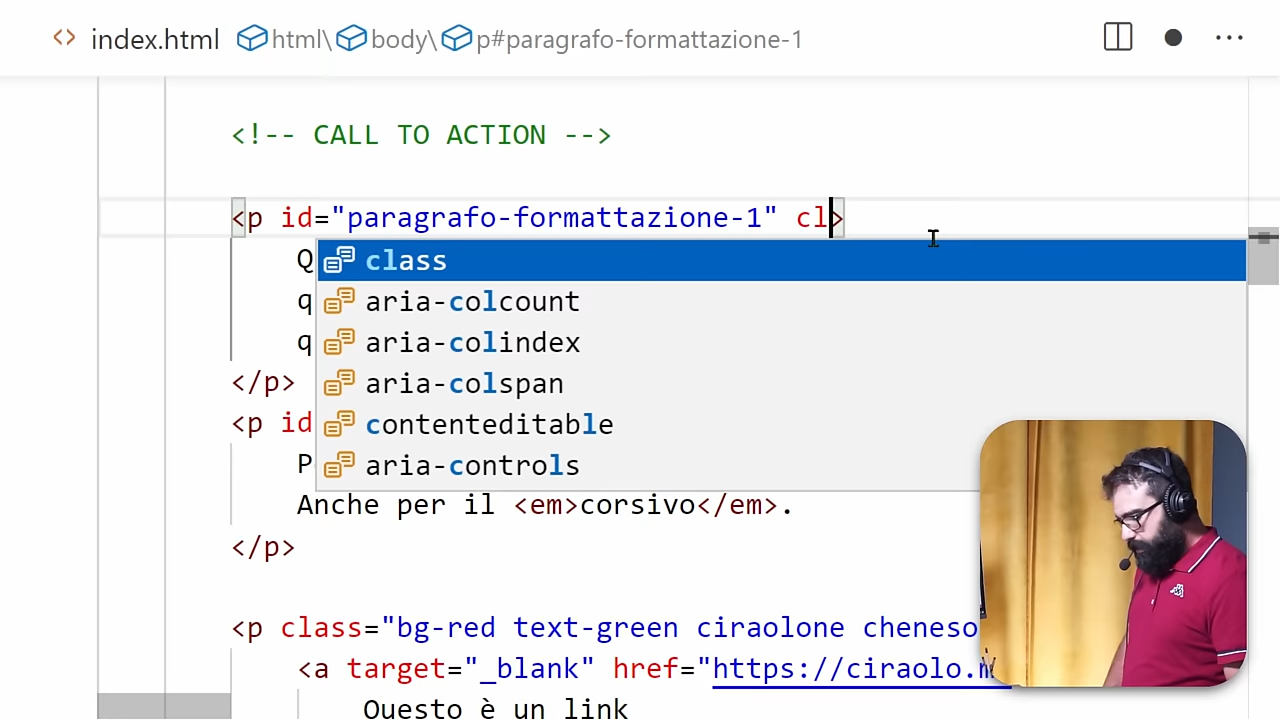 <> index.html html\ body\ p#paragrafo-formattazione-1 ...
<!-- CALL TO ACTION -->
<p id="paragrafo-formattazione-1" cl>
Q
class
q
aria-colcount
q
aria-colindex
</p>
aria-colspan
<p id
contenteditable
P
aria-controls
Anche per il <em>corsivo</em>.
</p>
<p class="bg-red text-green ciraolone cheneso
<a target="_blank" href="https://ciraolo.
Questo è un link